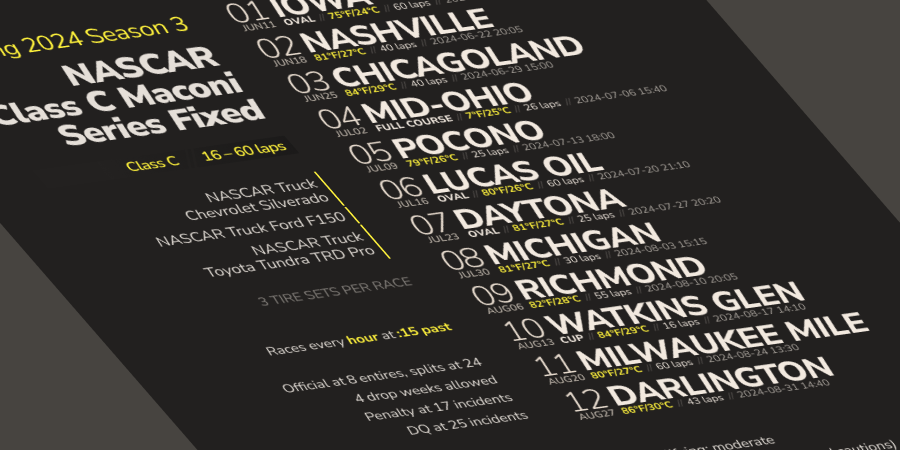 ng 2024 Season 3
NASCAR
Class C Maconi
Series Fixed
Class C // 16–60 laps
NASCAR Truck
Chevrolet Silverado
NASCAR Truck Ford F150
NASCAR Truck
Toyota Tundra TRD Pro
3 TIRE SETS PER RACE
Races every hour at :15 past
Official at 8 entires, splits at 24
4 drop weeks allowed
Penalty at 17 incidents
DQ at 25 incidents
01 IOWA
JUN11 OVAL // 75°F/24°C // 60 laps //
02 NASHVILLE
JUN18 81°F/27°C // 40 laps // 2024-06-22 20:05
03 CHICAGOLAND
JUN25 84°F/29°C // 40 laps // 2024-06-29 15:00
04 MID-OHIO
JUL02 FULL COURSE // 7°F/25°C // 26 laps // 2024-07-06 15:40
05 POCONO
JUL09 79°F/26°C // 25 laps // 2024-07-13 18:00
06 LUCAS OIL
JUL16 OVAL // 80°F/26°C // 60 laps // 2024-07-20 21:10
07 DAYTONA
JUL23 OVAL // 81°F/27°C // 25 laps // 2024-07-27 20:20
08 MICHIGAN
JUL30 81°F/27°C // 30 laps // 2024-08-03 15:15
09 RICHMOND
AUG06 82°F/28°C // 55 laps // 2024-08-10 20:05
10 WATKINS GLEN
AUG13 CUP // 84°F/29°C // 16 laps // 2024-08-17 14:10
11 MILWAUKEE MILE
AUG20 80°F/27°C // 60 laps // 2024-08-24 13:30
12 DARLINGTON
AUG27 86°F/30°C // 43 laps // 2024-08-31 14:40
moderate
cautions)